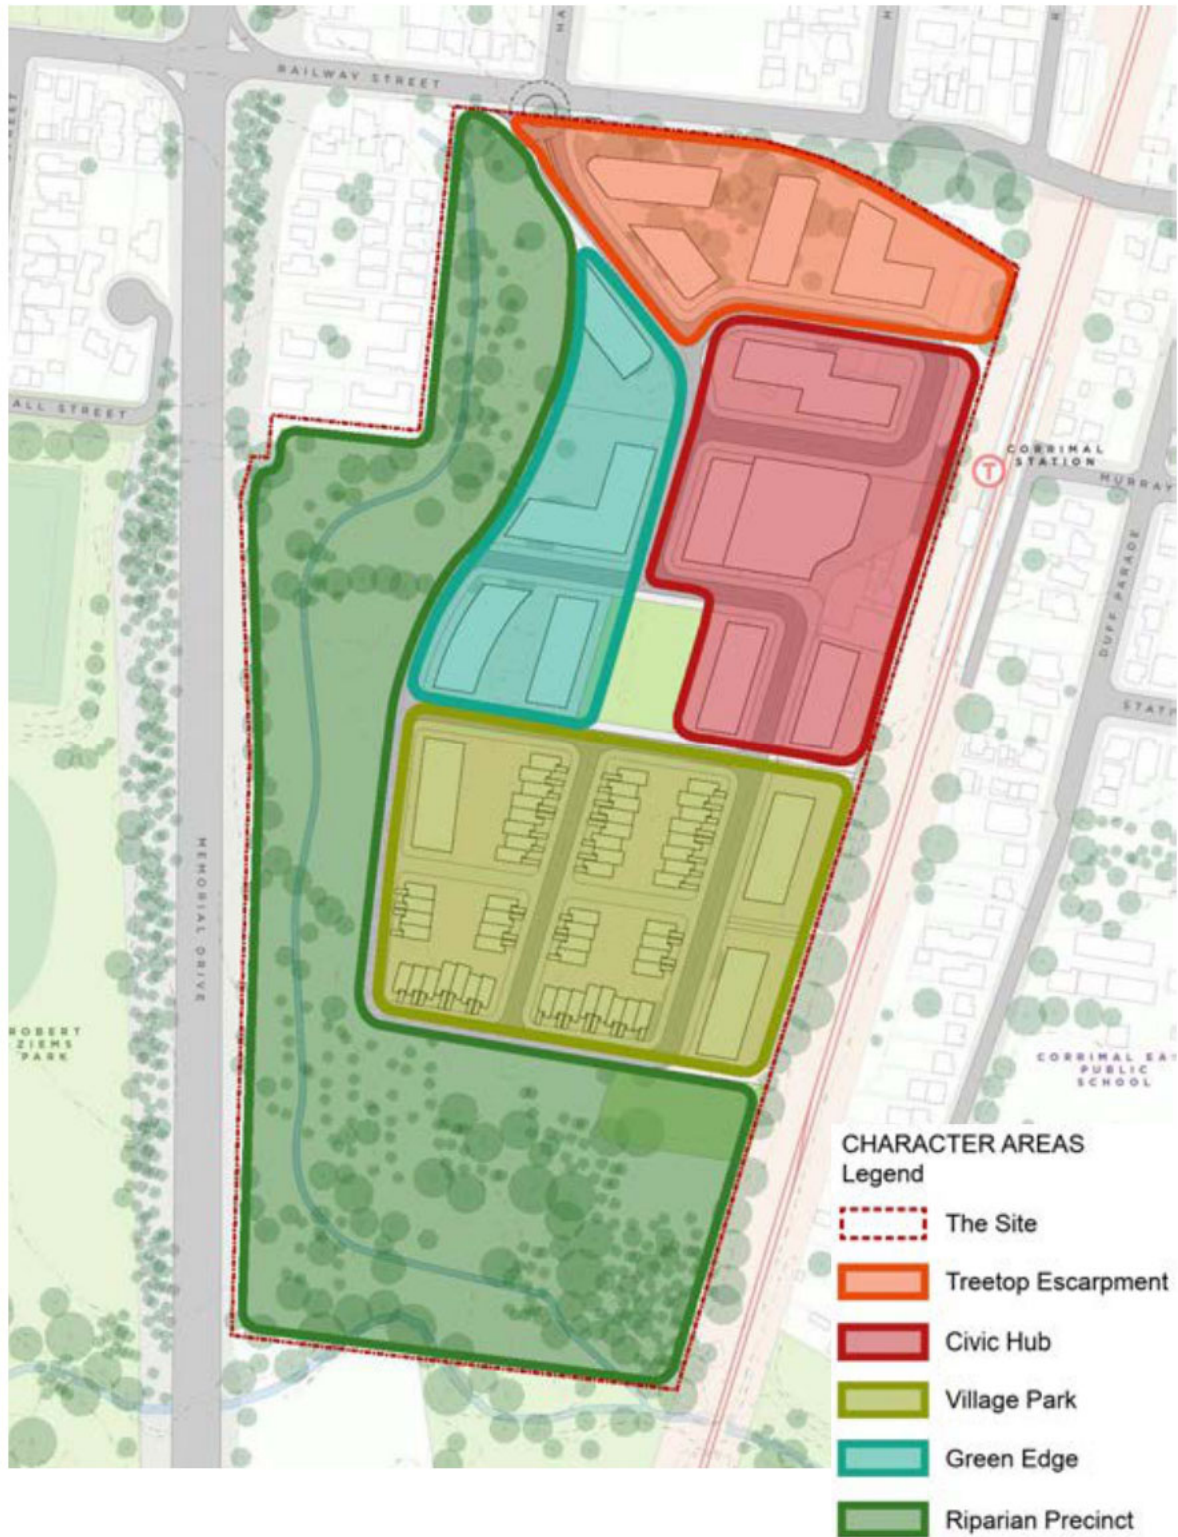 RAILWAY STREET
ALL STREET
CORRIMAL
STATION
T
MURRAY
DUFF PARADE
MEMORIAL DRIVE
ROBERT
ZIEMS
PARK
CORRIMAL EA
PUBLIC
SCHOOL
CHARACTER AREAS
Legend
The Site
Treetop Escarpment
Civic Hub
Village Park
Green Edge
Riparian Precinct